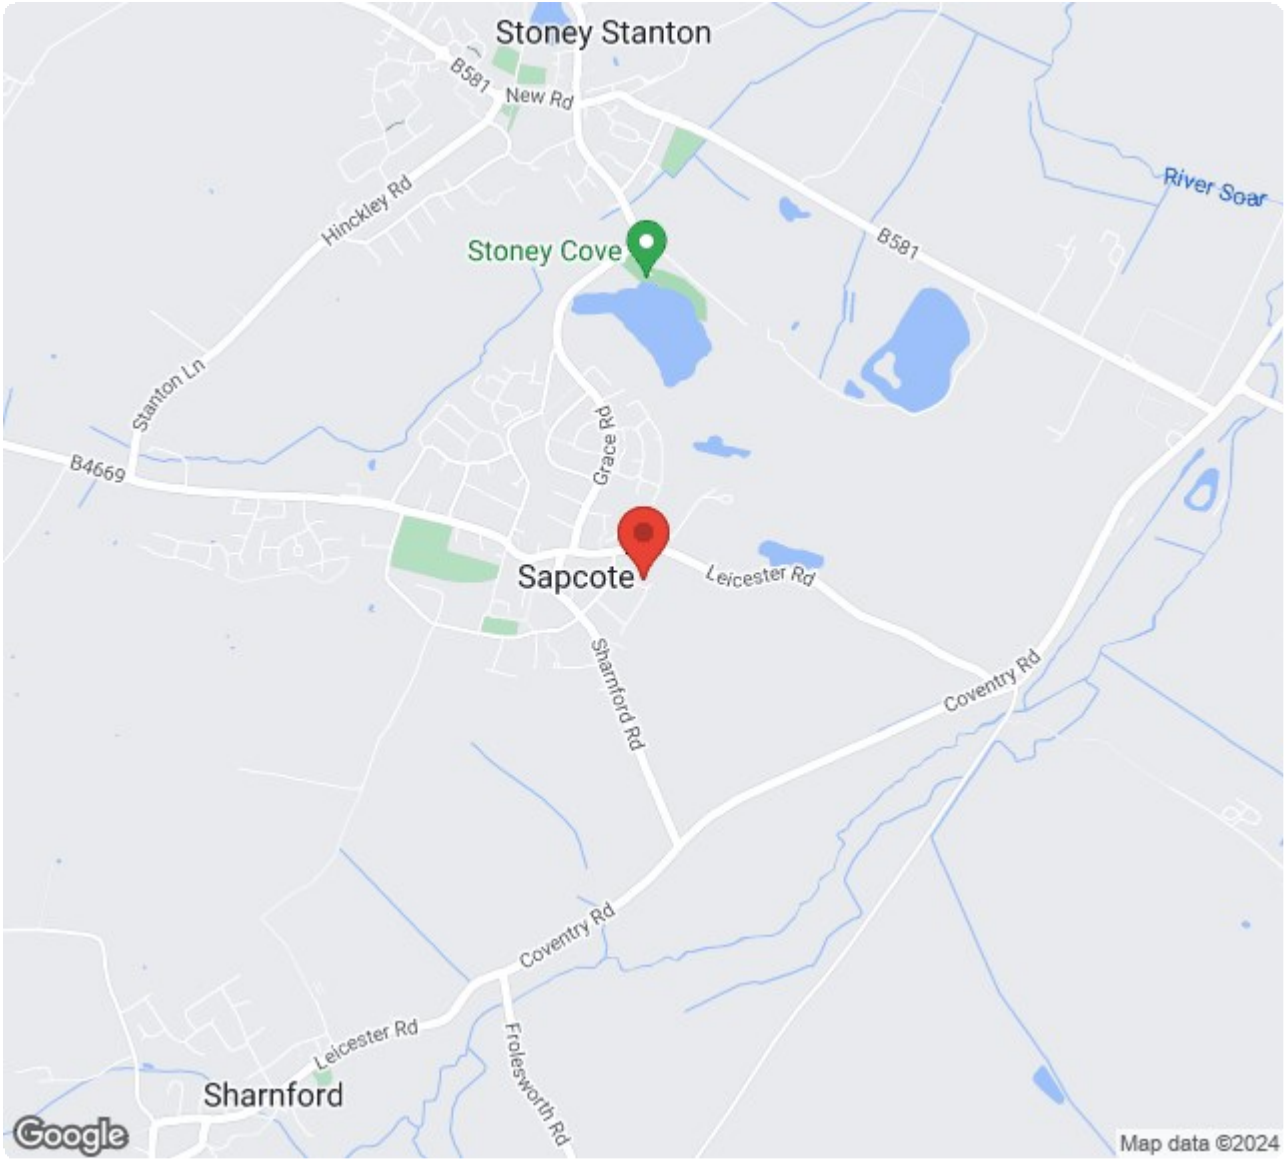 Stoney Stanton
B581
New Rd
River Soar
Hinckley Rd
B581
Stoney Cove
Stanton Ln
Grace Rd
B4669
Sapcote
Leicester Rd
Sharnford Rd
Coventry Rd
Coventry Rd
Leicester Rd
Frolesworth Rd
Sharnford
Google
Map data ©2024